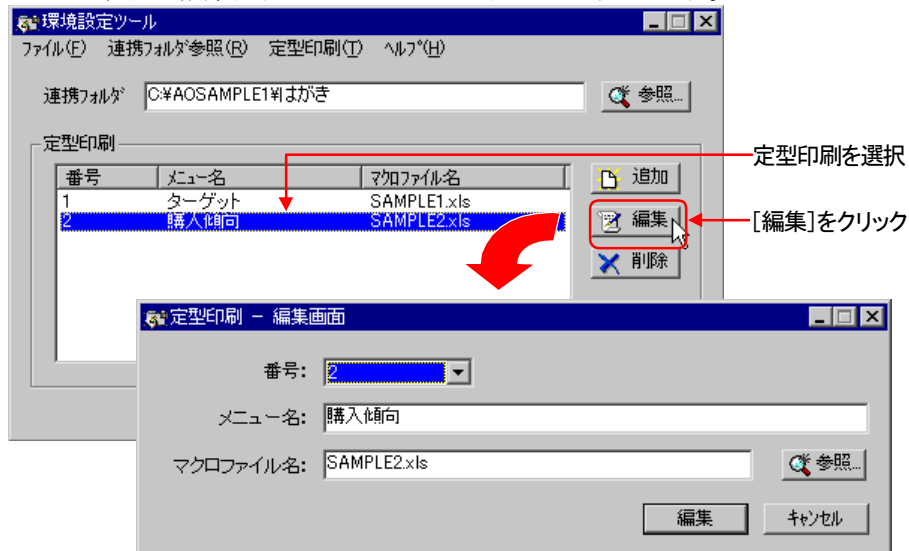 環境設定ツール
ファイル(F) 連携フォルダ参照(R) 定型印刷(T) ヘルプ(H)
連携フォルダ C:¥AOSAMPLE1¥はがき 参照...
定型印刷
定型印刷を選択
番号 メニュー名 マクロファイル名 追加
1 ターゲット SAMPLE1.xls
2 購入傾向 SAMPLE2.xls 編集
[編集]をクリック
削除
定型印刷 － 編集画面
番号: 2
メニュー名: 購入傾向
マクロファイル名: SAMPLE2.xls 参照...
編集 キャンセル